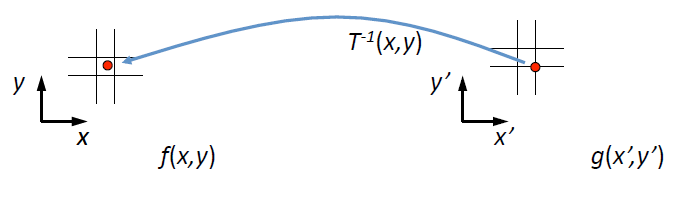 T⁻¹(x,y)
y
x
f(x,y)
y’
x’
g(x’,y’)